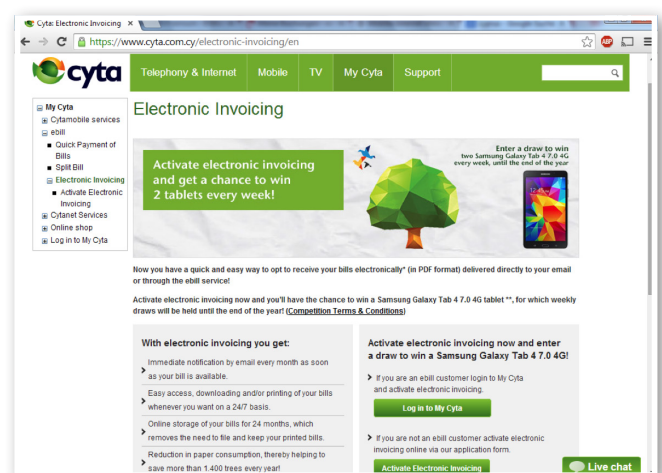 Cyta: Electronic Invoicing
https://www.cyta.com.cy/electronic-invoicing/en
ABP
cyta
Telephony & Internet Mobile TV My Cyta Support
My Cyta
Cytamobile services
ebill
Quick Payment of
Bills
Split Bill
Electronic Invoicing
Activate Electronic
Invoicing
Cytanet Services
Online shop
Log in to My Cyta
Electronic Invoicing
Activate electronic invoicing
and get a chance to win
2 tablets every week!
Enter a draw to win
two Samsung Galaxy Tab 4 7.0 4G
every week, until the end of the year
Now you have a quick and easy way to opt to receive your bills electronically* (in PDF format) delivered directly to your email
or through the ebill service!
Activate electronic invoicing now and you'll have the chance to win a Samsung Galaxy Tab 4 7.0 4G tablet **, for which weekly
draws will be held until the end of the year! (Competition Terms & Conditions)
With electronic invoicing you get:
Immediate notification by email every month as soon
as your bill is available.
Easy access, downloading and/or printing of your bills
whenever you want on a 24/7 basis.
Online storage of your bills for 24 months, which
removes the need to file and keep your printed bills.
Reduction in paper consumption, thereby helping to
save more than 1.400 trees every year!
Activate electronic invoicing now and enter
a draw to win a Samsung Galaxy Tab 4 7.0 4G!
If you are an ebill customer login to My Cyta
and activate electronic invoicing.
Log in to My Cyta
If you are not an ebill customer activate electronic
invoicing online via our application form.
Activate Electronic Invoicing
Live chat